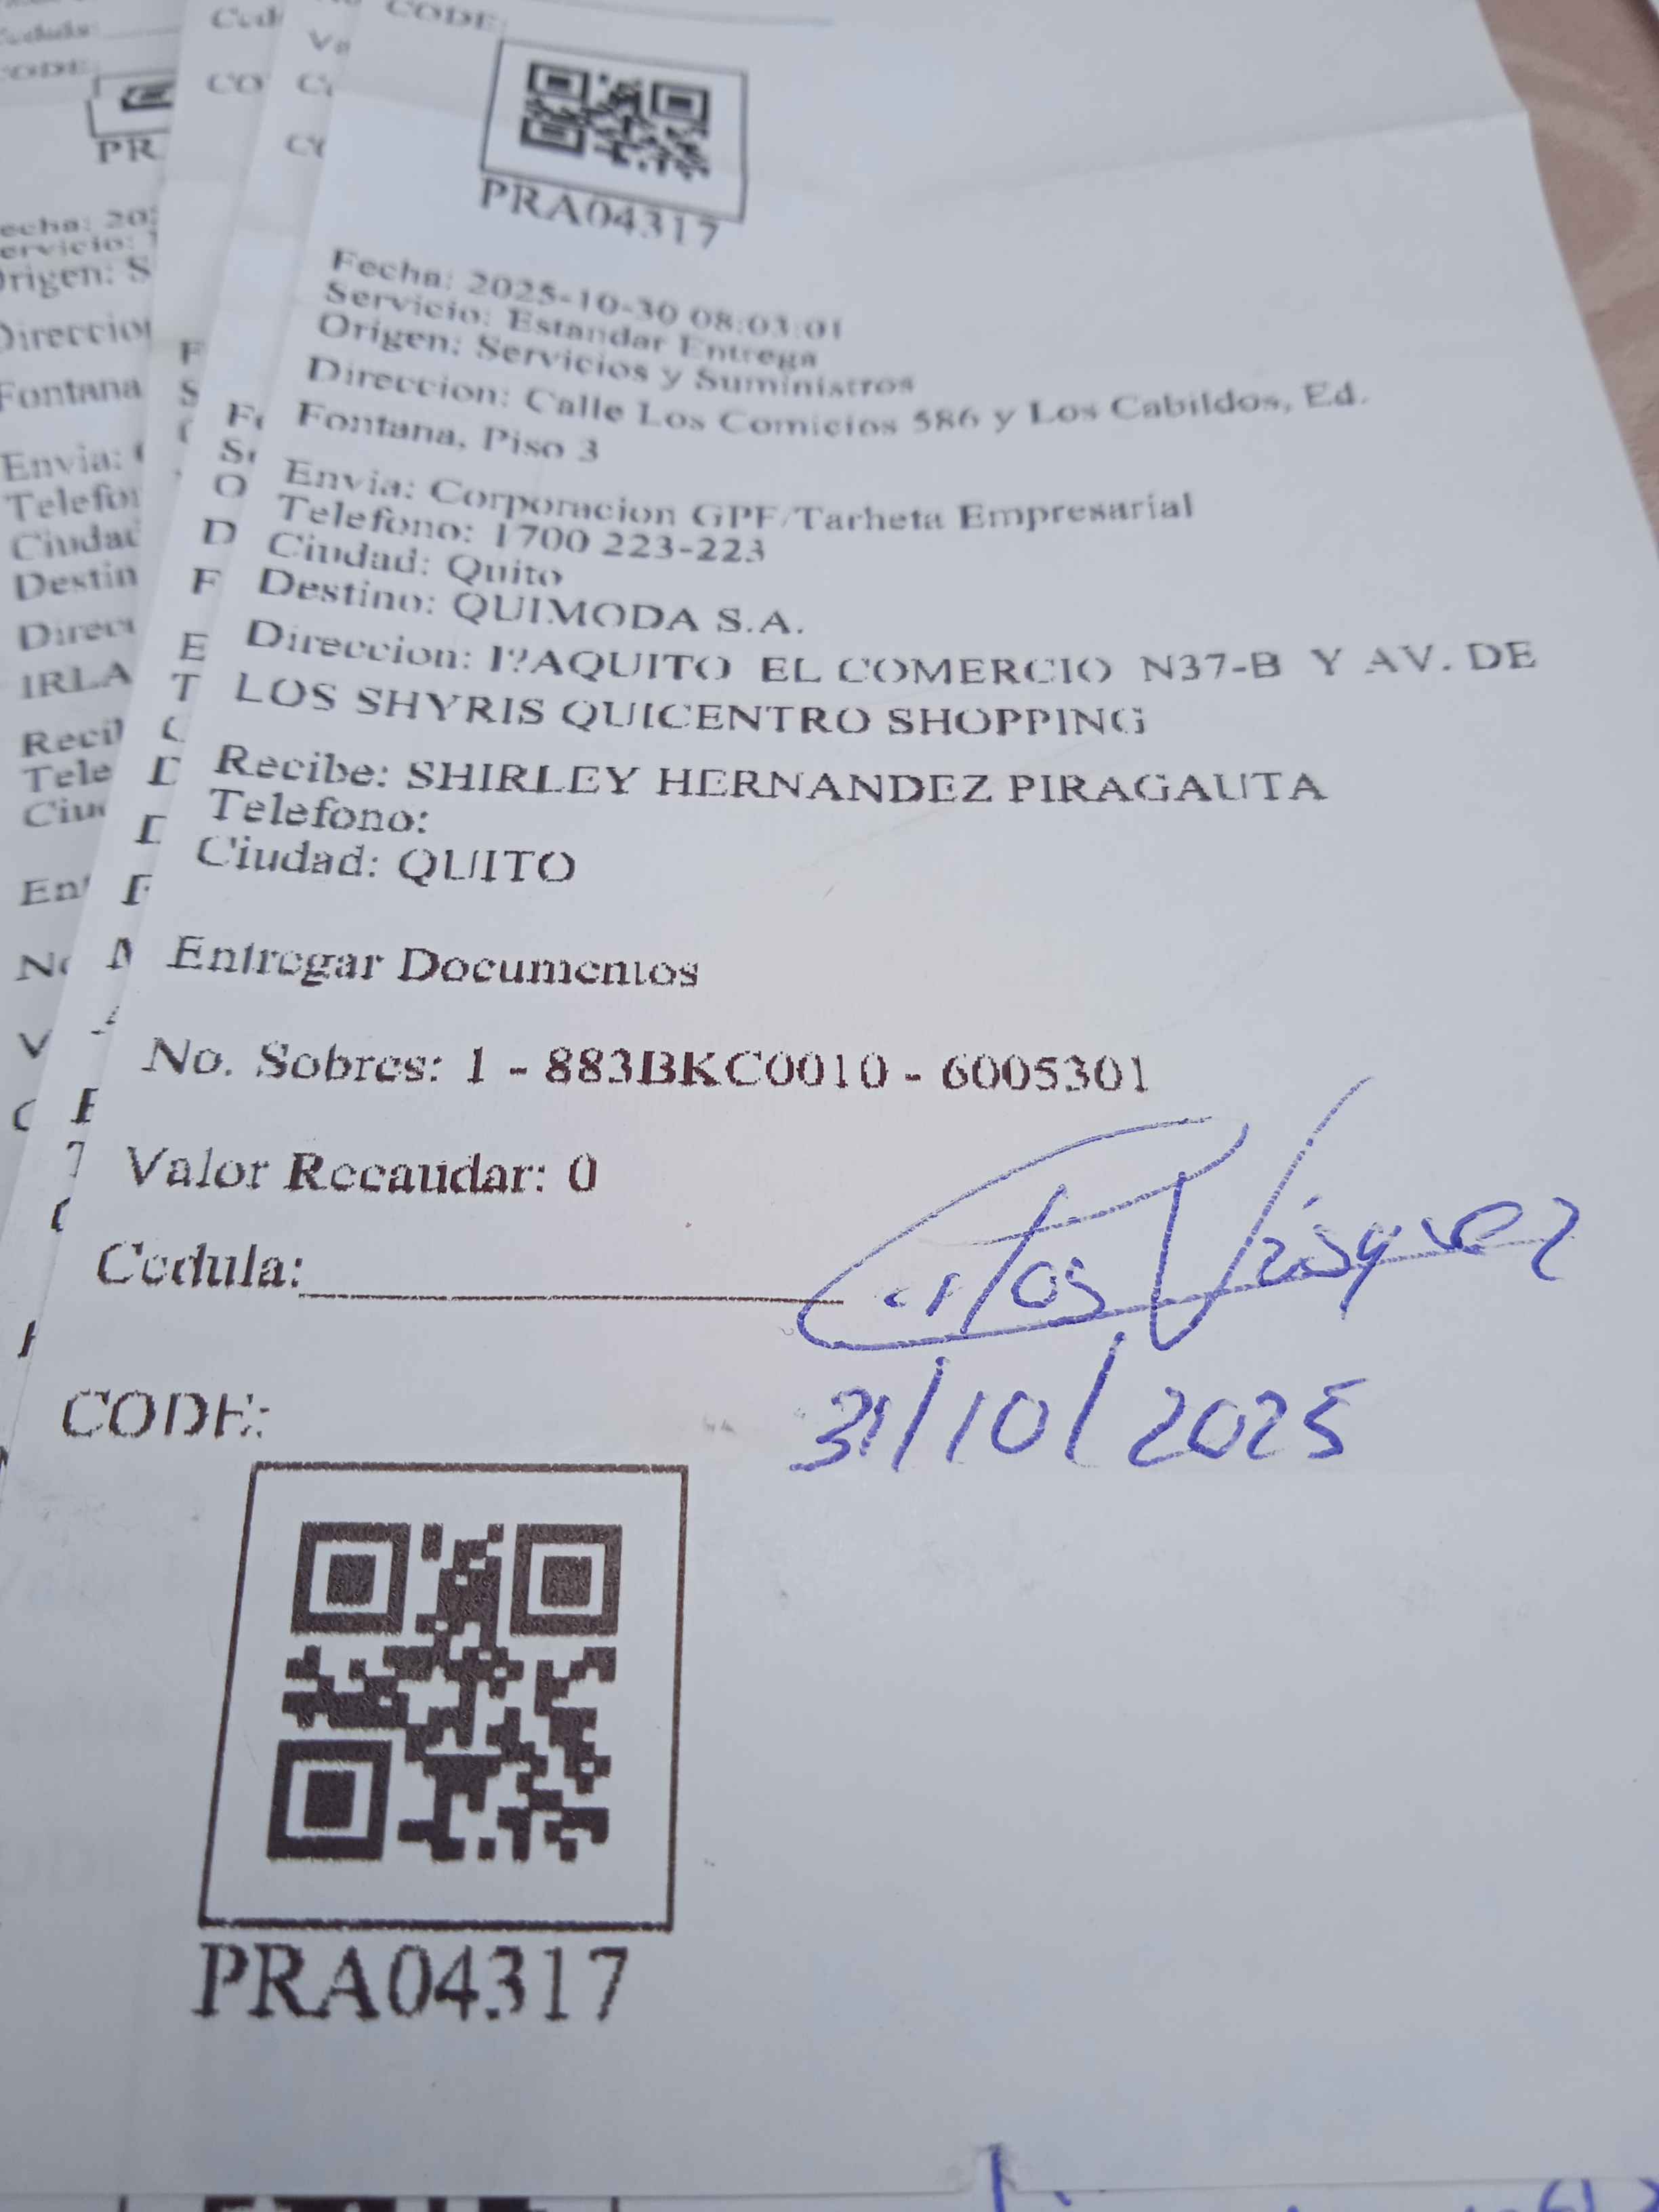 CODE:
PRA04317
Fecha: 2025-10-30 08:03:01
Servicio: Estandar Entrega
Origen: Servicios y Suministros
Direccion: Calle Los Comicios 586 y Los Cabildos, Ed.
Fontana, Piso 3
Envia: Corporacion GPF/Tarheta Empresarial
Telefono: 1700 223-223
Ciudad: Quito
Destino: QUIMODA S.A.
Direccion: I?AQUITO EL COMERCIO N37-B Y AV. DE
LOS SHYRIS QUICENTRO SHOPPING
Recibe: SHIRLEY HERNANDEZ PIRAGAUTA
Telefono:
Ciudad: QUITO
Entregar Documentos
No. Sobres: 1 - 883BKC0010 - 6005301
Valor Recaudar: 0
Cedula:
Vásquez
31/10/2025
CODE:
PRA04317